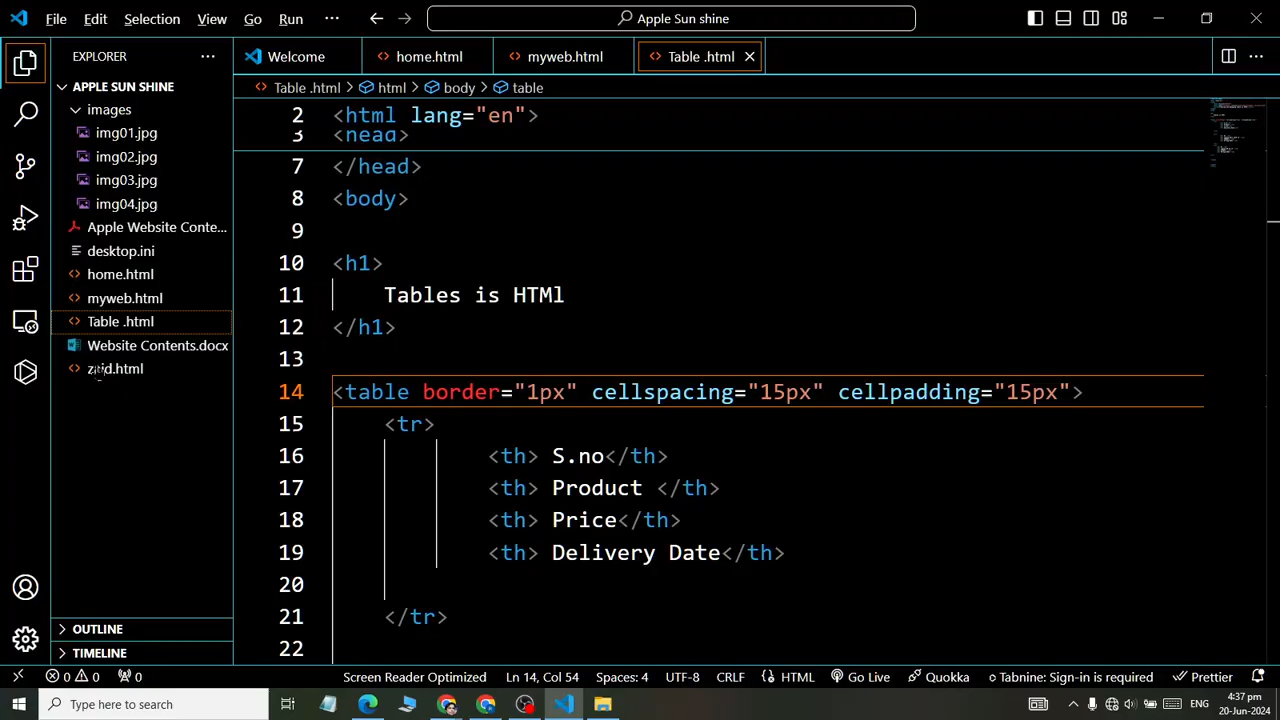 File Edit Selection View Go Run ··· Apple Sun shine
EXPLORER ···
Welcome home.html myweb.html Table .html
APPLE SUN SHINE
images
img01.jpg
img02.jpg
img03.jpg
img04.jpg
Apple Website Conte...
desktop.ini
home.html
myweb.html
Table .html
Website Contents.docx
OUTLINE
TIMELINE
Table .html html body table
2 <html lang="en">
3 <head>
7 </head>
8 <body>
9
10 <h1>
11 Tables is HTMl
12 </h1>
13
14 <table border="1px" cellspacing="15px" cellpadding="15px">
15 <tr>
16 <th> S.no</th>
17 <th> Product </th>
18 <th> Price</th>
19 <th> Delivery Date</th>
20
21 </tr>
22
0 0 0 Screen Reader Optimized Ln 14, Col 54 Spaces: 4 UTF-8 CRLF HTML Go Live Quokka Tabnine: Sign-in is required Prettier
Type here to search ENG 4:37 pm
20-Jun-2024